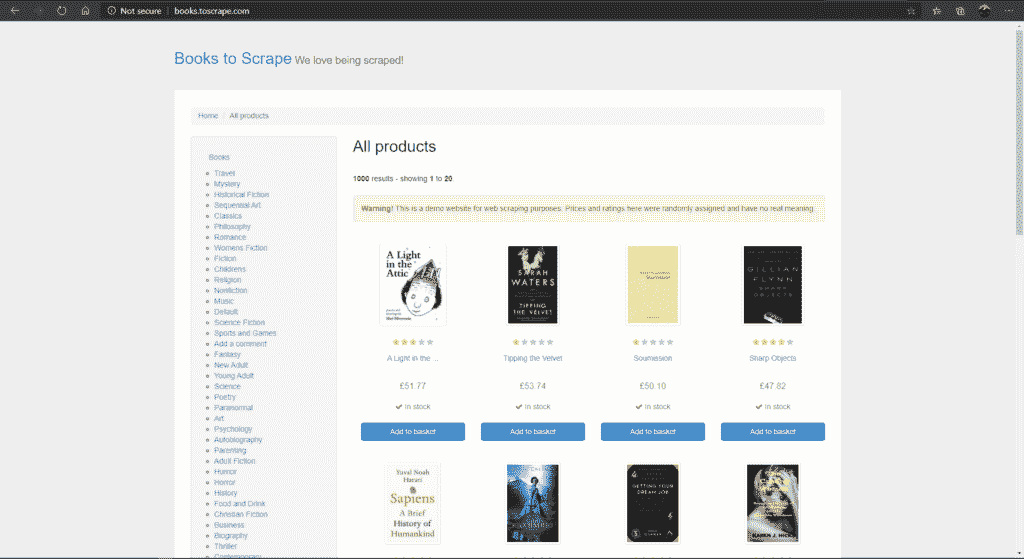 Not secure | books.toscrape.com
Books to Scrape We love being scraped!
Home / All products
Books
Travel
Mystery
Historical Fiction
Sequential Art
Classics
Philosophy
Romance
Womens Fiction
Fiction
Childrens
Religion
Nonfiction
Music
Default
Science Fiction
Sports and Games
Add a comment
Fantasy
New Adult
Young Adult
Science
Poetry
Paranormal
Art
Psychology
Autobiography
Parenting
Adult Fiction
Humor
Horror
History
Food and Drink
Christian Fiction
Business
Biography
Thriller
Contemporary
All products
1000 results - showing 1 to 20
Warning! This is a demo website for web scraping purposes. Prices and ratings here were randomly assigned and have no real meaning.
A Light
in the
Attic
SARAH
WATERS
TIPPING
THE VELVET
GILLIAN
FLYNN
SHARP
OBJECTS
A Light in the ...
Tipping the Velvet
Soumission
Sharp Objects
£51.77
£53.74
£50.10
£47.82
In stock
In stock
In stock
In stock
Add to basket
Add to basket
Add to basket
Add to basket
Yuval Noah
Harari
Sapiens
A Brief
History of
Humankind
GETTING YOUR
DREAM JOB
KAREN J. HICKS